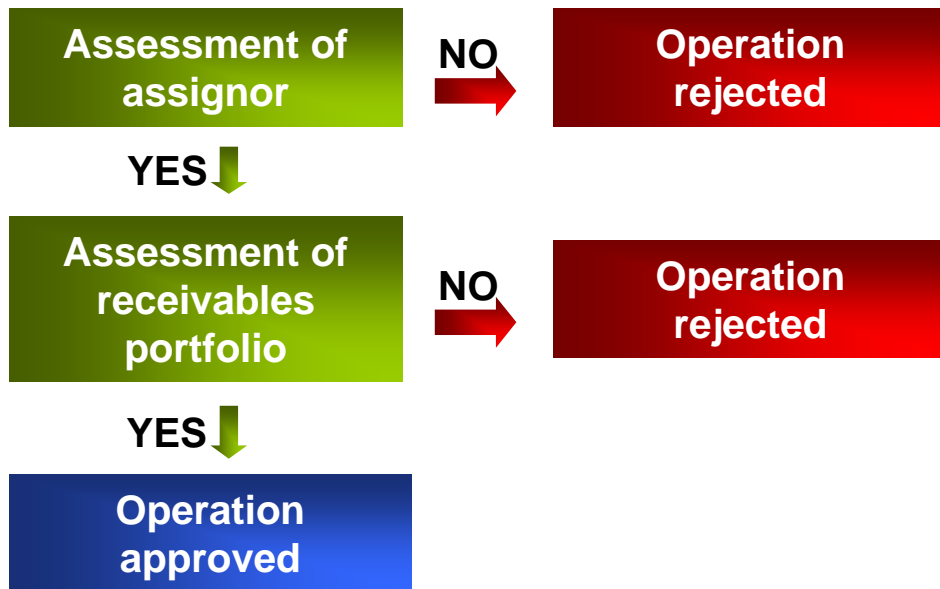 Assessment of
assignor
NO
Operation
rejected
YES
Assessment of
receivables
portfolio
NO
Operation
rejected
YES
Operation
approved